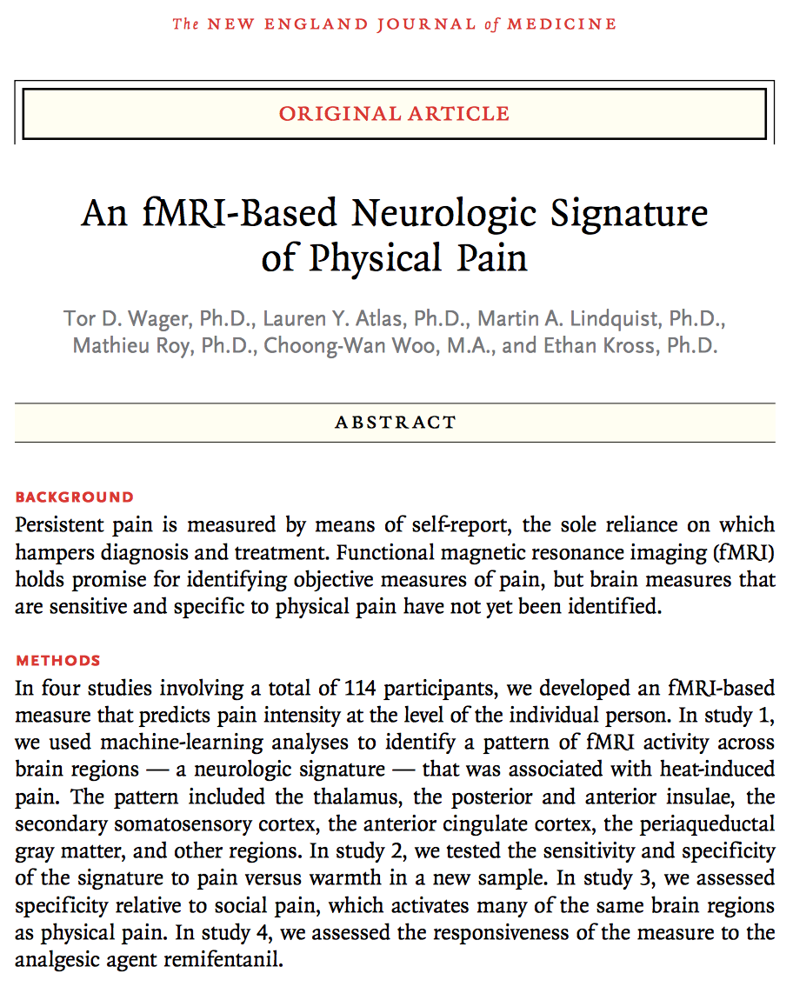 The NEW ENGLAND JOURNAL of MEDICINE
ORIGINAL ARTICLE
An fMRI-Based Neurologic Signature
of Physical Pain
Tor D. Wager, Ph.D., Lauren Y. Atlas, Ph.D., Martin A. Lindquist, Ph.D.,
Mathieu Roy, Ph.D., Choong-Wan Woo, M.A., and Ethan Kross, Ph.D.
ABSTRACT
BACKGROUND
Persistent pain is measured by means of self-report, the sole reliance on which
hampers diagnosis and treatment. Functional magnetic resonance imaging (fMRI)
holds promise for identifying objective measures of pain, but brain measures that
are sensitive and specific to physical pain have not yet been identified.
METHODS
In four studies involving a total of 114 participants, we developed an fMRI-based
measure that predicts pain intensity at the level of the individual person. In study 1,
we used machine-learning analyses to identify a pattern of fMRI activity across
brain regions — a neurologic signature — that was associated with heat-induced
pain. The pattern included the thalamus, the posterior and anterior insulae, the
secondary somatosensory cortex, the anterior cingulate cortex, the periaqueductal
gray matter, and other regions. In study 2, we tested the sensitivity and specificity
of the signature to pain versus warmth in a new sample. In study 3, we assessed
specificity relative to social pain, which activates many of the same brain regions
as physical pain. In study 4, we assessed the responsiveness of the measure to the
analgesic agent remifentanil.